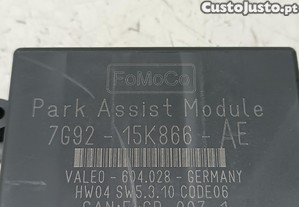 CustoJusto.pt
FoMoCo
Park Assist Module
7G92-15K866-AE
VALEO-604.028-GERMANY
HW04 SW5.3.10 CODE06